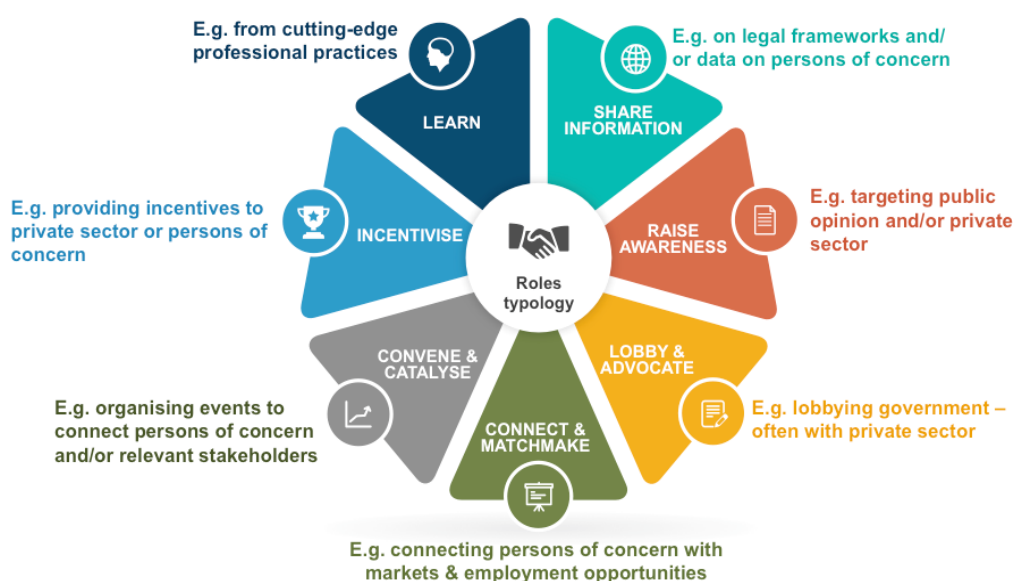 E.g. from cutting-edge
professional practices
LEARN
E.g. on legal frameworks and/
or data on persons of concern
SHARE
INFORMATION
E.g. targeting public
opinion and/or private
sector
RAISE
AWARENESS
E.g. lobbying government –
often with private sector
LOBBY &
ADVOCATE
CONNECT &
MATCHMAKE
E.g. connecting persons of concern with
markets & employment opportunities
CONVENE &
CATALYSE
E.g. organising events to
connect persons of concern
and/or relevant stakeholders
INCENTIVISE
E.g. providing incentives to
private sector or persons of
concern
Roles
typology